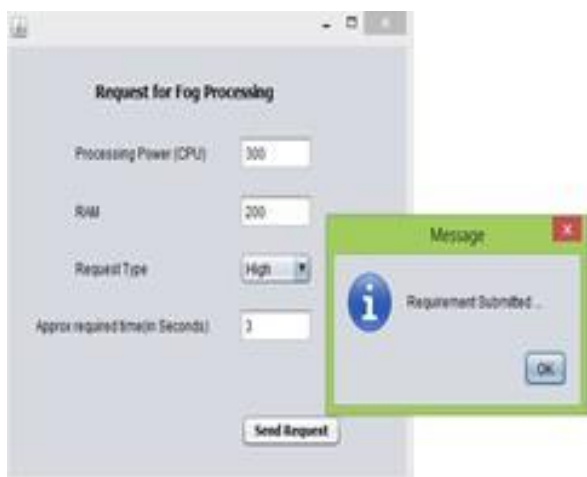 Request for Fog Processing
Processing Power (CPU) 300
RAM 200
Request Type High
Approx required time(in Seconds) 3
Send Request
Message
Requirement Submitted ..
OK